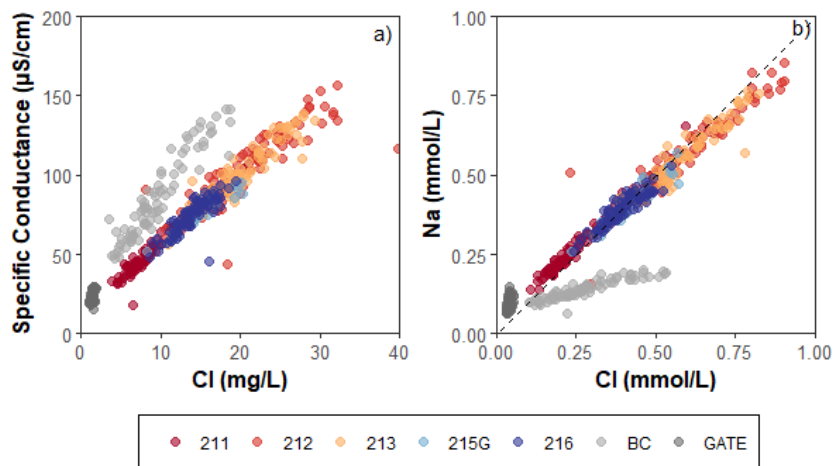 a)
200
150
100
50
0
Specific Conductance (µS/cm)
0 10 20 30 40
Cl (mg/L)
b)
1.00
0.75
0.50
0.25
0.00
Na (mmol/L)
0.00 0.25 0.50 0.75 1.00
Cl (mmol/L)
211 212 213 215G 216 BC GATE